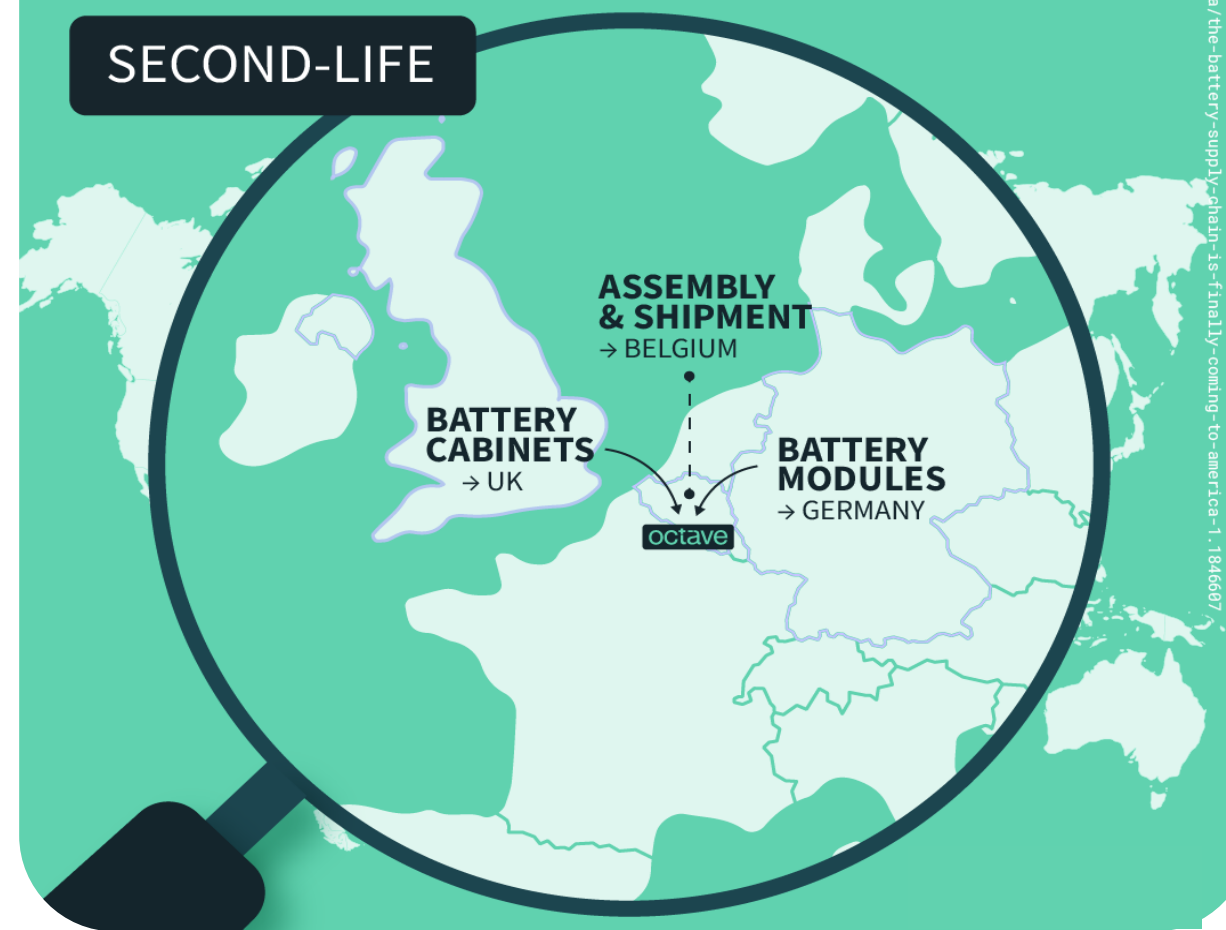 SECOND-LIFE
ASSEMBLY
& SHIPMENT
→ BELGIUM
BATTERY
CABINETS
→ UK
BATTERY
MODULES
→ GERMANY
octave
a/the-battery-supply-chain-is-finally-coming-to-america-1.1846607